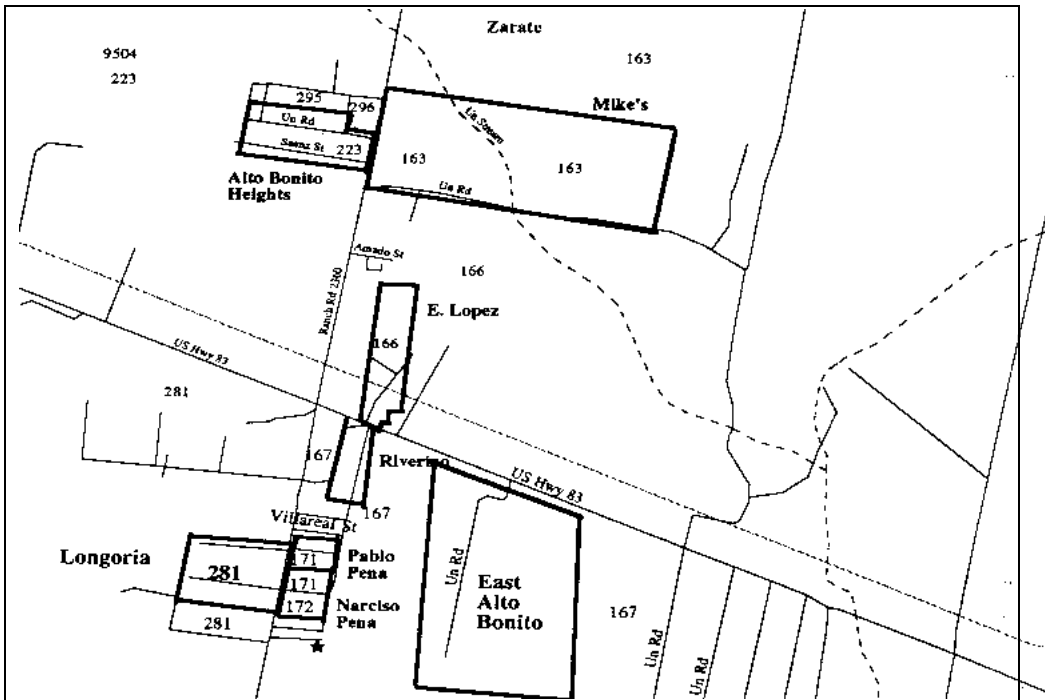 Zarate
9504
223
163
Mike's
295
296
Un Rd
Un Stream
Saenz St
223
163
163
Alto Bonito
Heights
Un Rd
Amado St
166
Ranch Rd 2360
E. Lopez
US Hwy 83
166
281
167
Riverino
US Hwy 83
167
Villareal St
Longoria
281
171
Pablo
Pena
171
172
Narciso
Pena
281
Un Rd
East
Alto
Bonito
167
Un Rd
Un Rd